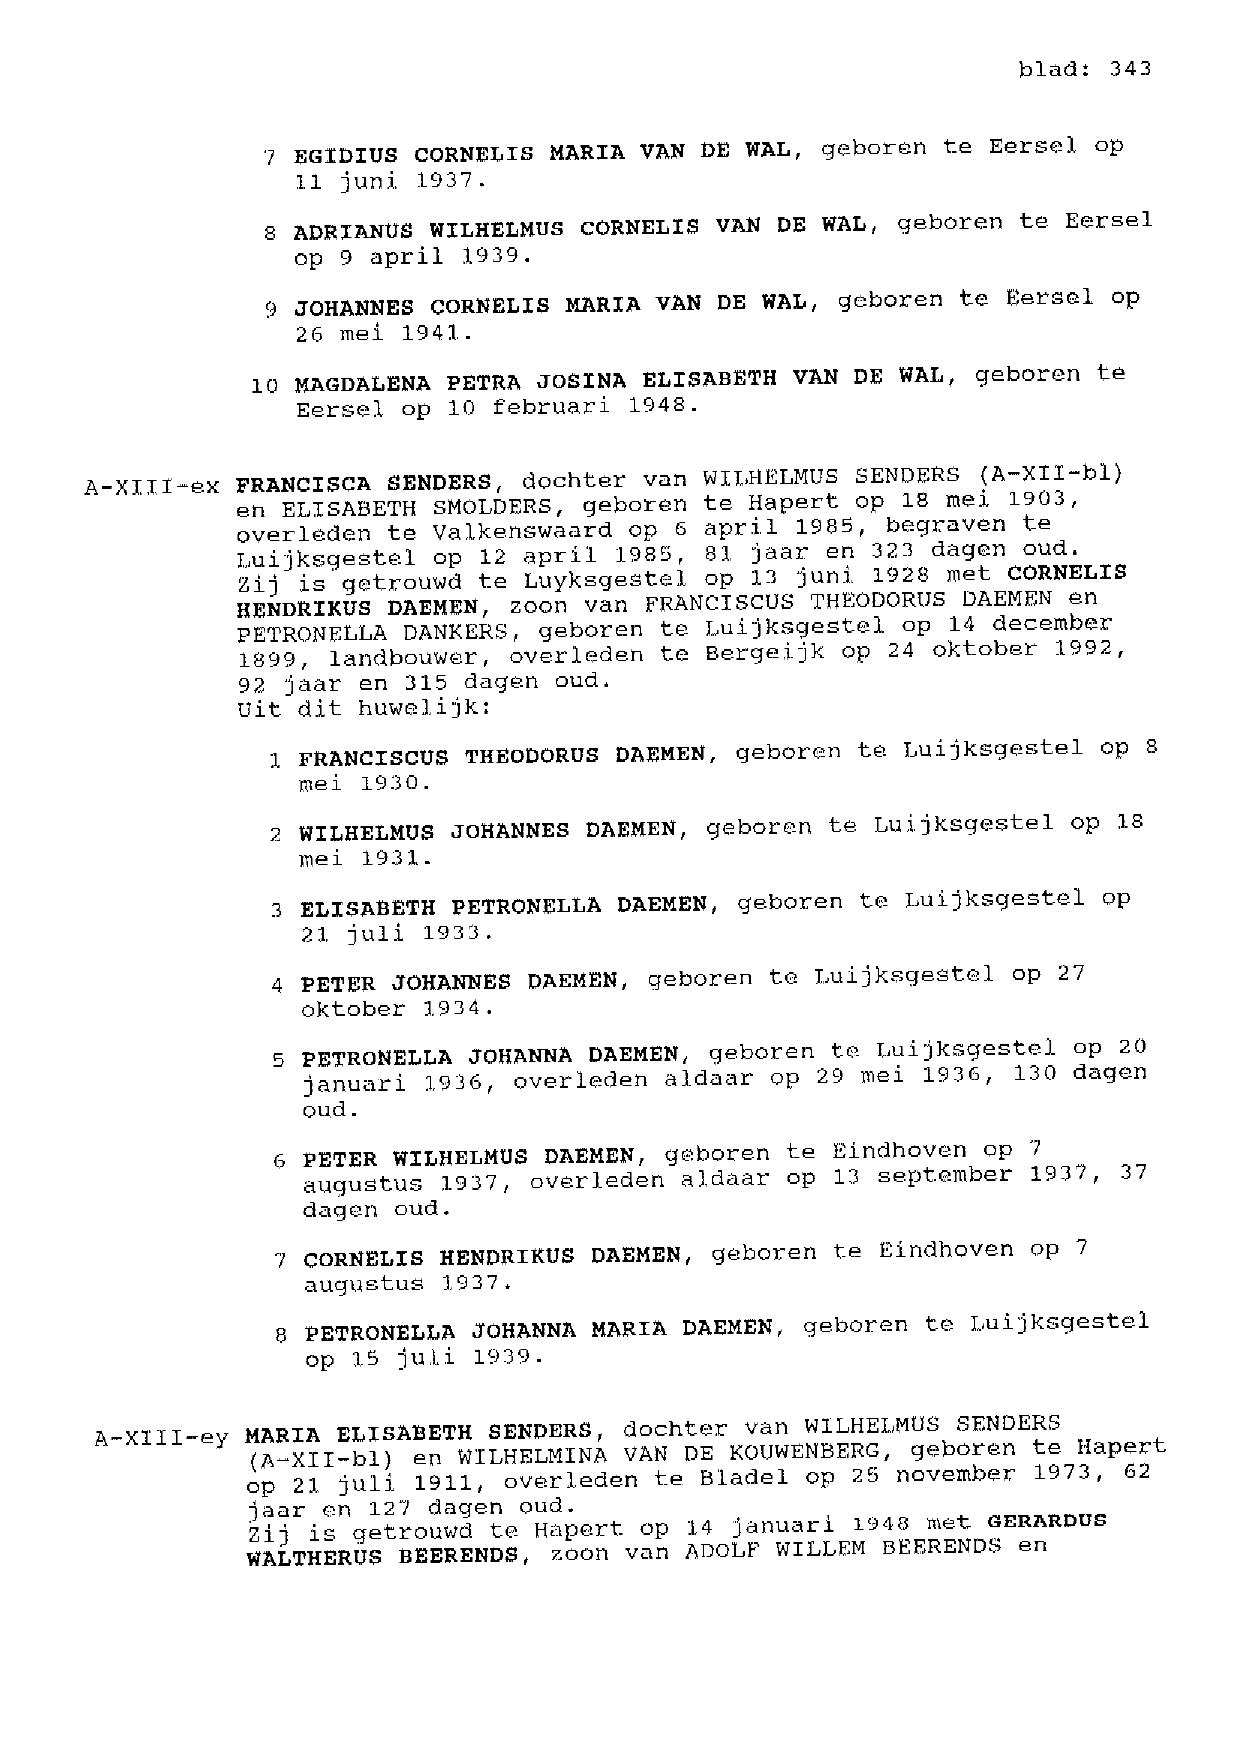 blad: 343
7 EGIDIUS CORNELIS MARIA VAN DE WAL, geboren te Eersel op
11 juni 1937.
8 ADRIANUS WILHELMUS CORNELIS VAN DE WAL, geboren te Eersel
op 9 april 1939.
9 JOHANNES CORNELIS MARIA VAN DE WAL, geboren te Eersel op
26 mei 1941.
10 MAGDALENA PETRA JOSINA ELISABETH VAN DE WAL, geboren te
Eersel op 10 februari 1948.
A-XIII-ex FRANCISCA SENDERS, dochter van WILHELMUS SENDERS (A-XII-bl)
en ELISABETH SMOLDERS, geboren te Hapert op 18 mei 1903,
overleden te Valkenswaard op 6 april 1985, begraven te
Luijksgestel op 12 april 1985, 81 jaar en 323 dagen oud.
Zij is getrouwd te Luyksgestel op 13 juni 1928 met CORNELIS
HENDRIKUS DAEMEN, zoon van FRANCISCUS THEODORUS DAEMEN en
PETRONELLA DANKERS, geboren te Luijksgestel op 14 december
1899, landbouwer, overleden te Bergeijk op 24 oktober 1992,
92 jaar en 315 dagen oud.
Uit dit huwelijk:
1 FRANCISCUS THEODORUS DAEMEN, geboren te Luijksgestel op 8
mei 1930.
2 WILHELMUS JOHANNES DAEMEN, geboren te Luijksgestel op 18
mei 1931.
3 ELISABETH PETRONELLA DAEMEN, geboren te Luijksgestel op
21 juli 1933.
4 PETER JOHANNES DAEMEN, geboren te Luijksgestel op 27
oktober 1934.
5 PETRONELLA JOHANNA DAEMEN, geboren te Luijksgestel op 20
januari 1936, overleden aldaar op 29 mei 1936, 130 dagen
oud.
6 PETER WILHELMUS DAEMEN, geboren te Eindhoven op 7
augustus 1937, overleden aldaar op 13 september 1937, 37
dagen oud.
7 CORNELIS HENDRIKUS DAEMEN, geboren te Eindhoven op 7
augustus 1937.
8 PETRONELLA JOHANNA MARIA DAEMEN, geboren te Luijksgestel
op 15 juli 1939.
A-XIII-ey MARIA ELISABETH SENDERS, dochter van WILHELMUS SENDERS
(A-XII-bl) en WILHELMINA VAN DE KOUWENBERG, geboren te Hapert
op 21 juli 1911, overleden te Bladel op 25 november 1973, 62
jaar en 127 dagen oud.
Zij is getrouwd te Hapert op 14 januari 1948 met GERARDUS
WALTHERUS BEERENDS, zoon van ADOLF WILLEM BEERENDS en